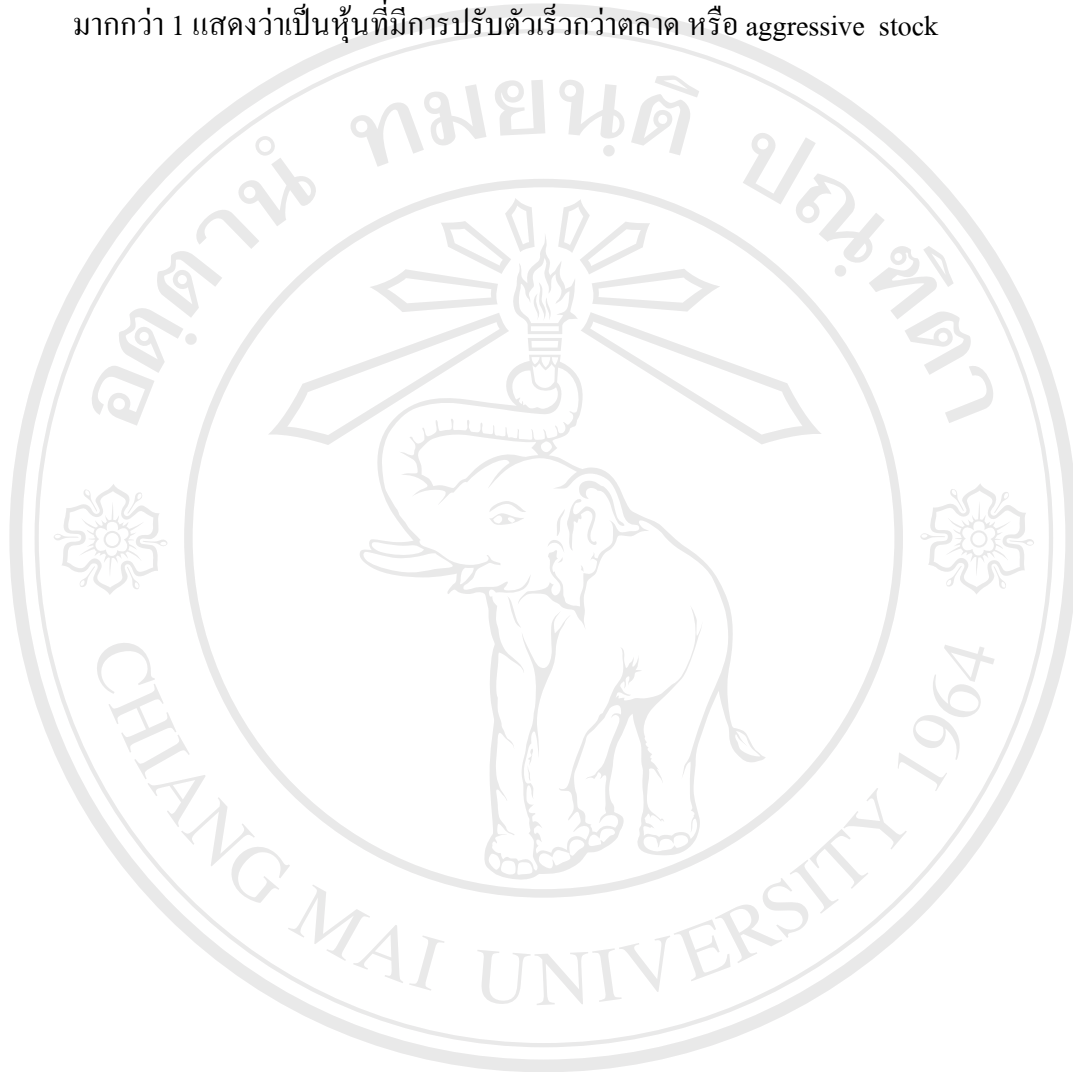 มากกว่า 1 แสดงว่าเป็นหุ้นที่มีการปรับตัวเร็วกว่าตลาด หรือ aggressive stock
อตฺตานํ ทมยนฺติ ปณฺฑิตา
CHIANG MAI UNIVERSITY 1964